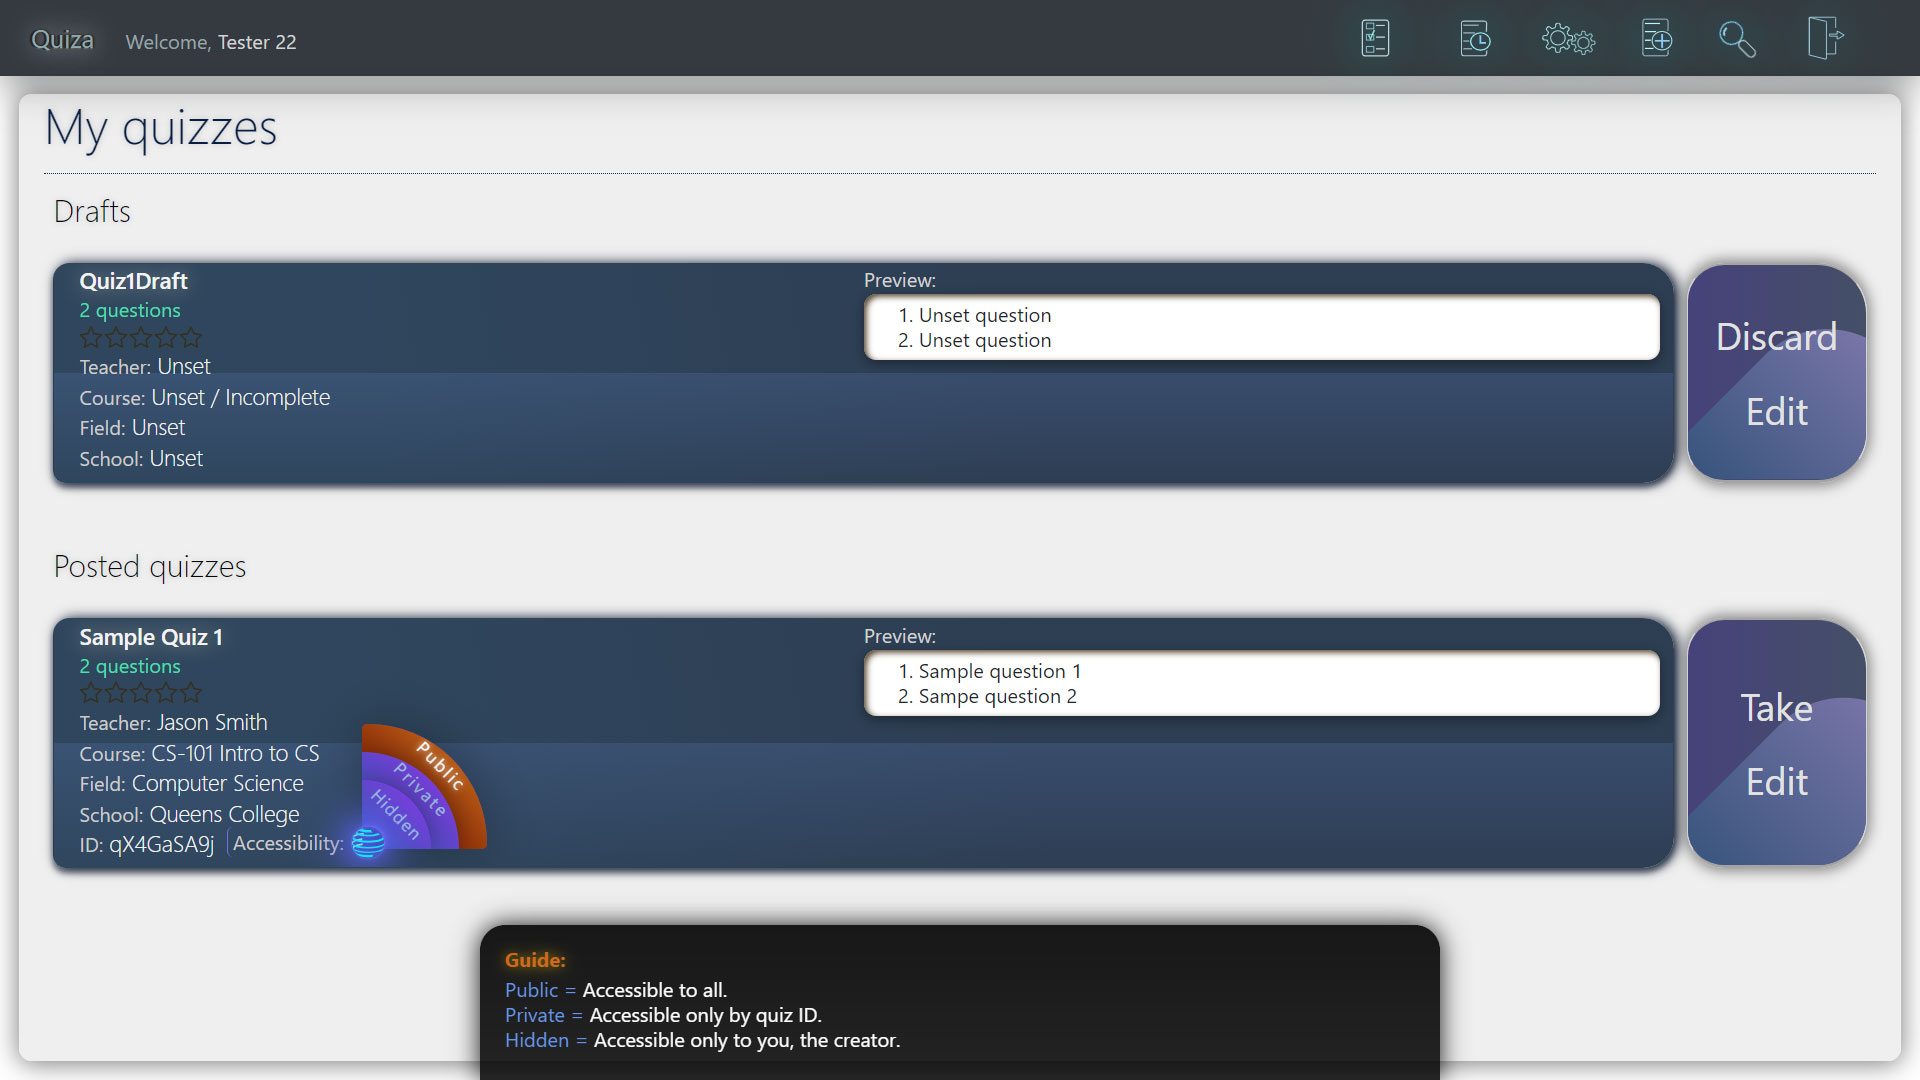 Quiza
Welcome, Tester 22
My quizzes
Drafts
Quiz1Draft
2 questions
Teacher: Unset
Course: Unset / Incomplete
Field: Unset
School: Unset
Preview:
1. Unset question
2. Unset question
Discard
Edit
Posted quizzes
Sample Quiz 1
2 questions
Teacher: Jason Smith
Course: CS-101 Intro to CS
Field: Computer Science
School: Queens College
ID: qX4GaSA9j
Accessibility:
Public
Private
Hidden
Preview:
1. Sample question 1
2. Sampe question 2
Take
Edit
Guide:
Public = Accessible to all.
Private = Accessible only by quiz ID.
Hidden = Accessible only to you, the creator.